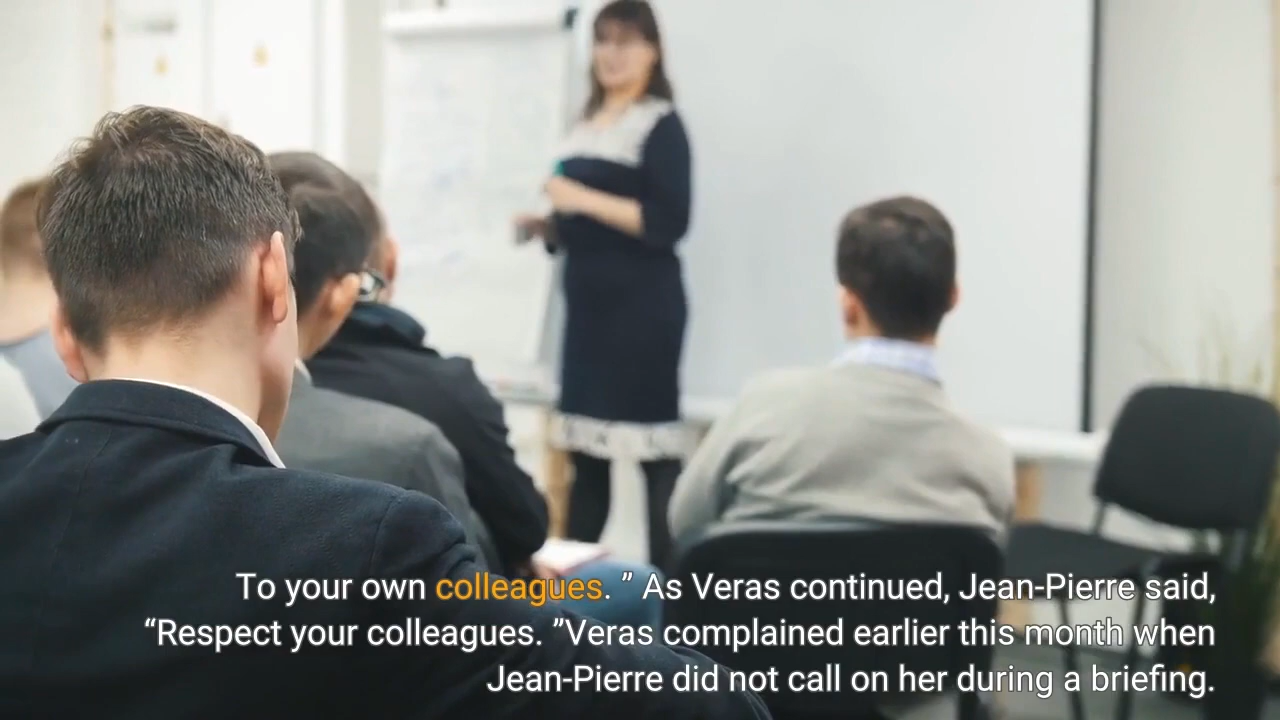 To your own colleagues. ” As Veras continued, Jean-Pierre said,
“Respect your colleagues. ”Veras complained earlier this month when
Jean-Pierre did not call on her during a briefing.